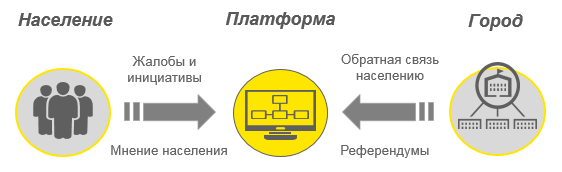 Население
Платформа
Город
Жалобы и
инициативы
Обратная связь
населению
Мнение населения
Референдумы